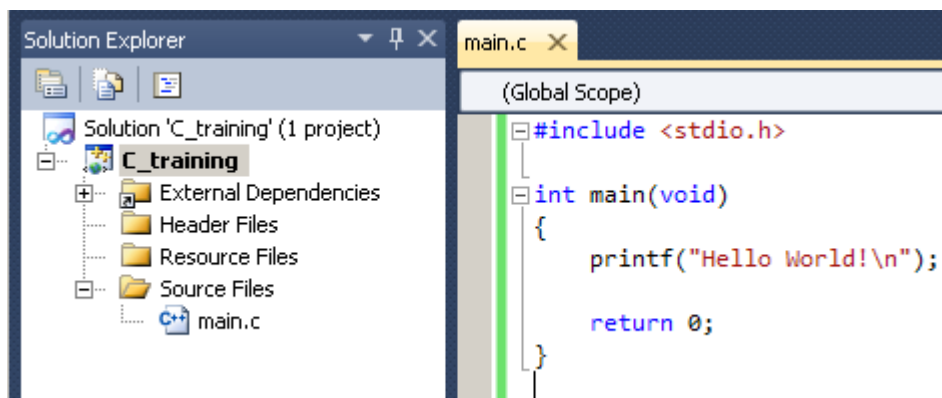 Solution Explorer
Solution 'C_training' (1 project)
C_training
External Dependencies
Header Files
Resource Files
Source Files
C++ main.c
main.c
(Global Scope)
#include <stdio.h>
int main(void)
{
    printf("Hello World!\n");
    return 0;
}